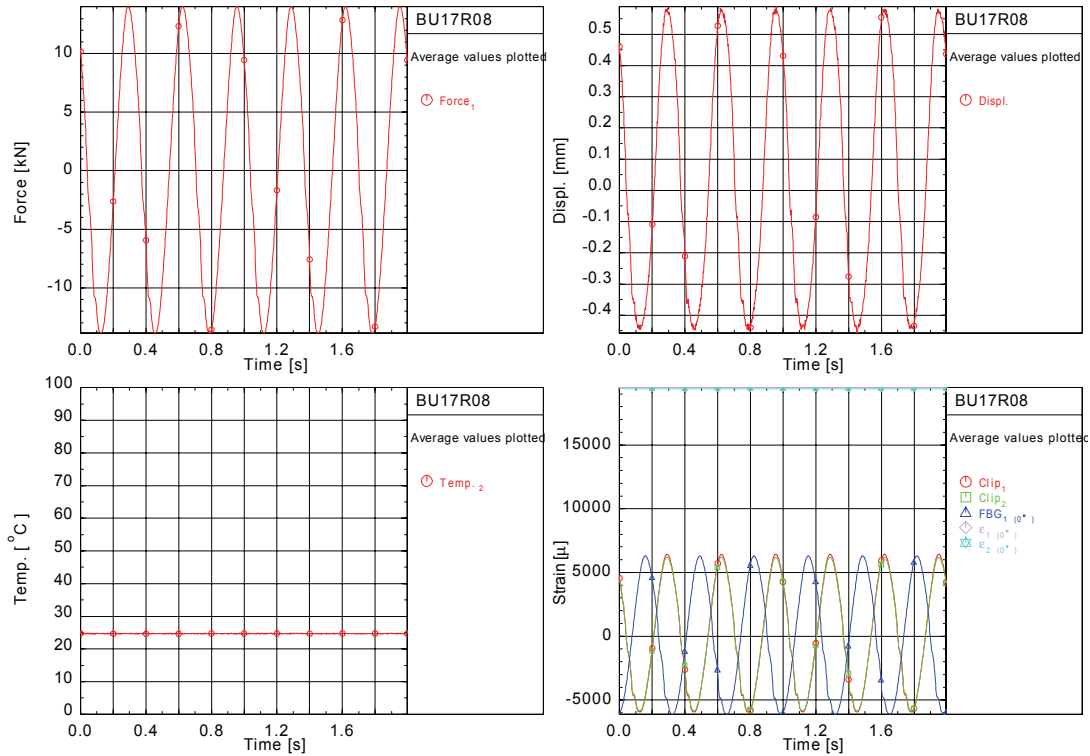 BU17R08
Average values plotted
Force₁
Force [kN]
10
5
0
-5
-10
0.0 0.4 0.8 1.2 1.6
Time [s]
BU17R08
Average values plotted
Displ.
Displ. [mm]
0.5
0.4
0.3
0.2
0.1
0.0
-0.1
-0.2
-0.3
-0.4
0.0 0.4 0.8 1.2 1.6
Time [s]
BU17R08
Average values plotted
Temp.₂
Temp. [°C]
100
90
80
70
60
50
40
30
20
10
0
0.0 0.4 0.8 1.2 1.6
Time [s]
BU17R08
Average values plotted
Clip₁
Clip₂
FBG₁ (0°)
ε₁ (0°)
ε₂ (0°)
Strain[µ]
15000
10000
5000
0
-5000
0.0 0.4 0.8 1.2 1.6
Time [s]